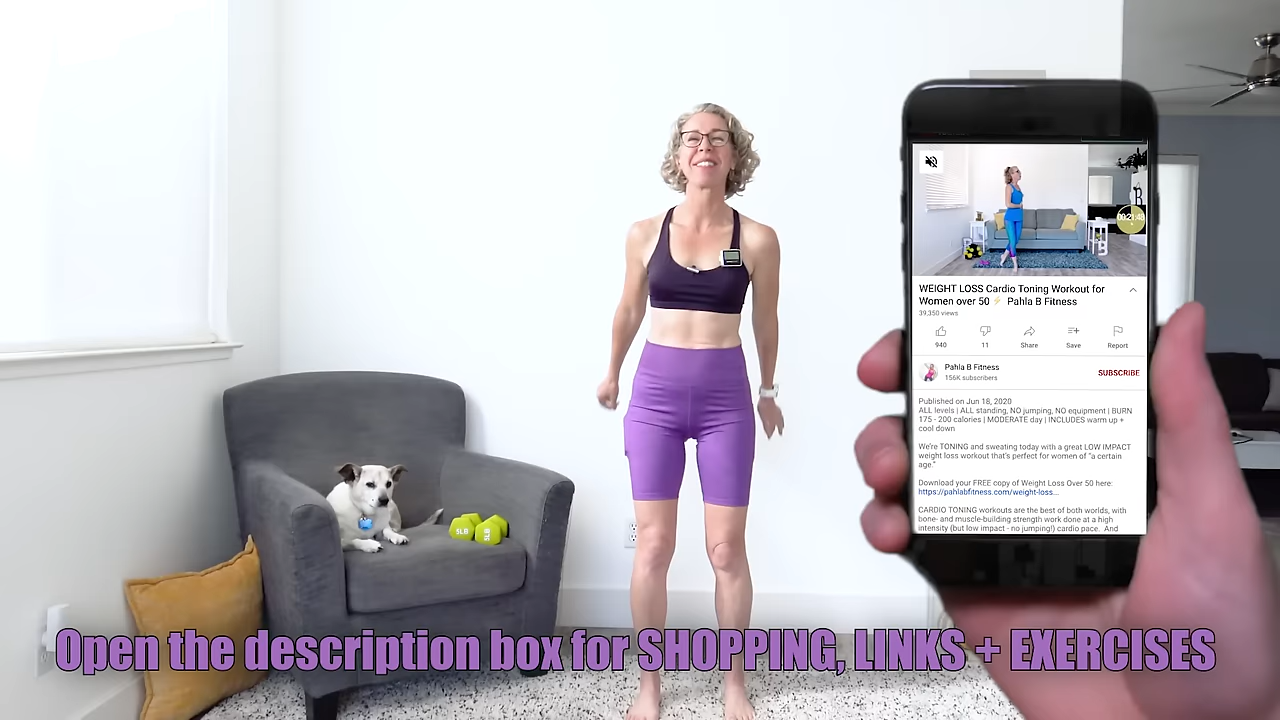 00:21:48
WEIGHT LOSS Cardio Toning Workout for
Women over 50 ⚡ Pahla B Fitness
39,350 views
940
11
Share
Save
Report
Pahla B Fitness
156K subscribers
SUBSCRIBE
Published on Jun 18, 2020
ALL levels | ALL standing, NO jumping, NO equipment | BURN
175 - 200 calories | MODERATE day | INCLUDES warm up +
cool down
We're TONING and sweating today with a great LOW IMPACT
weight loss workout that's perfect for women of "a certain
age."
Download your FREE copy of Weight Loss Over 50 here:
https://pahlabfitness.com/weight-loss...
CARDIO TONING workouts are the best of both worlds, with
bone- and muscle-building strength work done at a high
intensity (but low impact - no jumping!) cardio pace. And
5LB
5LB
Open the description box for SHOPPING, LINKS + EXERCISES